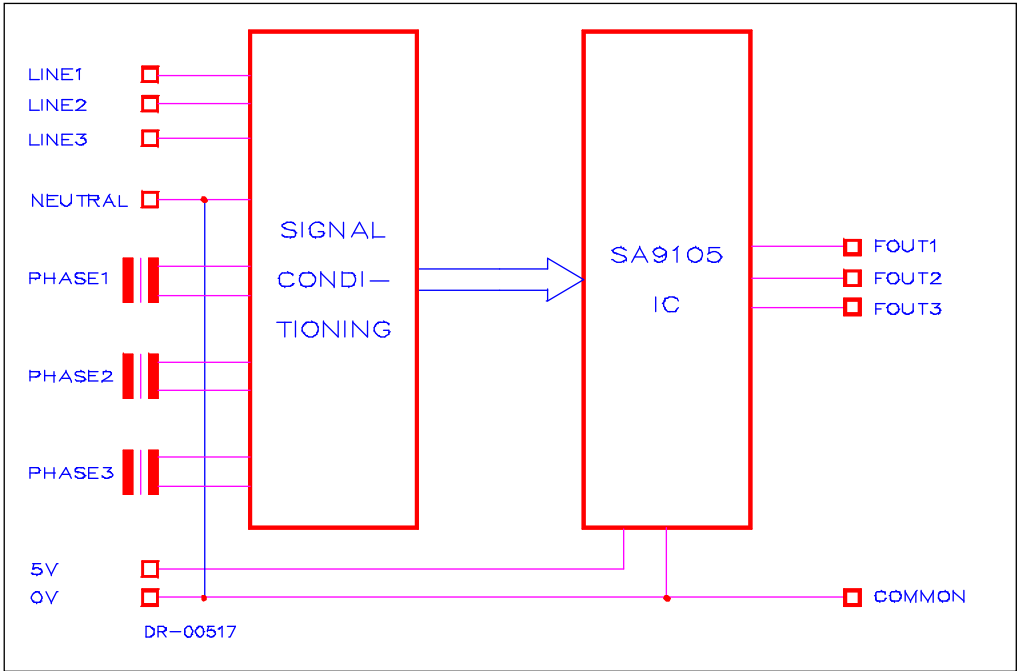 LINE1
LINE2
LINE3
NEUTRAL
PHASE1
PHASE2
PHASE3
5V
0V
DR-00517
SIGNAL
CONDI-
TIONING
SA9105
IC
FOUT1
FOUT2
FOUT3
COMMON